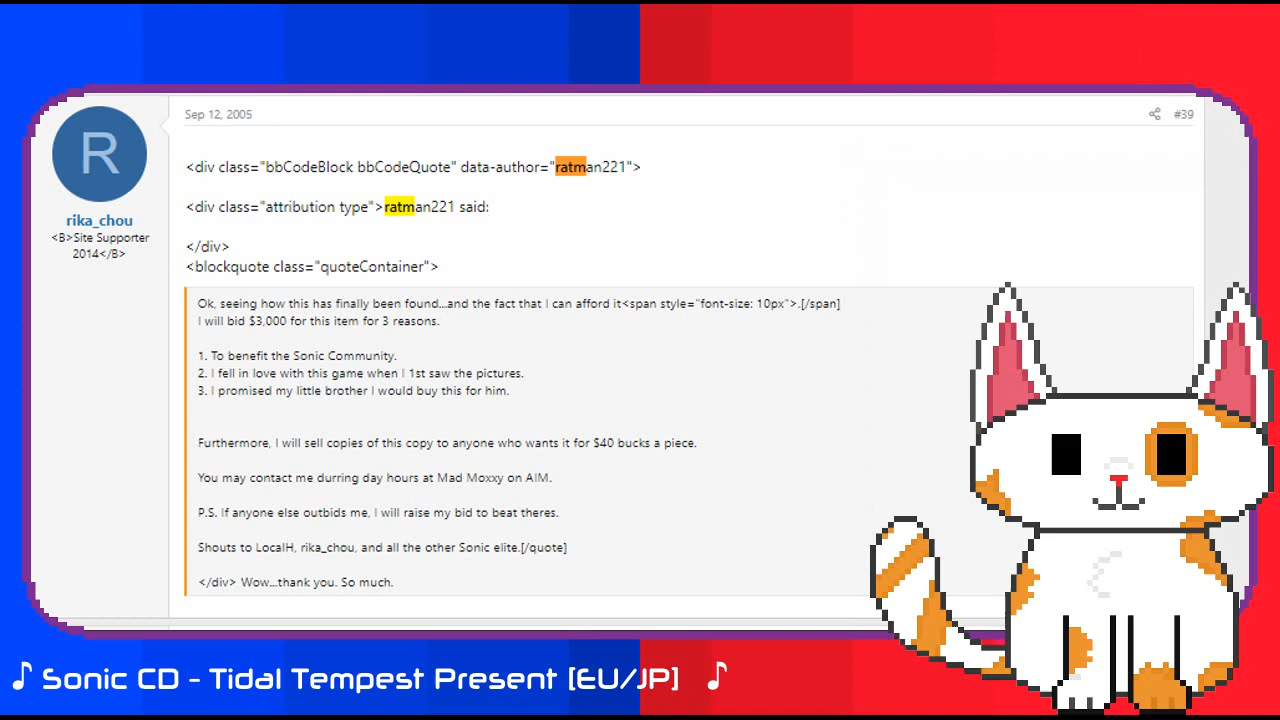 Sep 12, 2005
#39
R
rika_chou
<B>Site Supporter
2014</B>
<div class="bbCodeBlock bbCodeQuote" data-author="ratman221">
<div class="attribution type">ratman221 said:
</div>
<blockquote class="quoteContainer">
Ok, seeing how this has finally been found...and the fact that I can afford it<span style="font-size: 10px">.[/span]
I will bid $3,000 for this item for 3 reasons.
1. To benefit the Sonic Community.
2. I fell in love with this game when I 1st saw the pictures.
3. I promised my little brother I would buy this for him.
Furthermore, I will sell copies of this copy to anyone who wants it for $40 bucks a piece.
You may contact me durring day hours at Mad Moxxy on AIM.
P.S. If anyone else outbids me, I will raise my bid to beat theres.
Shouts to LocalH, rika_chou, and all the other Sonic elite.[/quote]
</div> Wow...thank you. So much.
♪ Sonic CD - Tidal Tempest Present [EU/JP] ♪